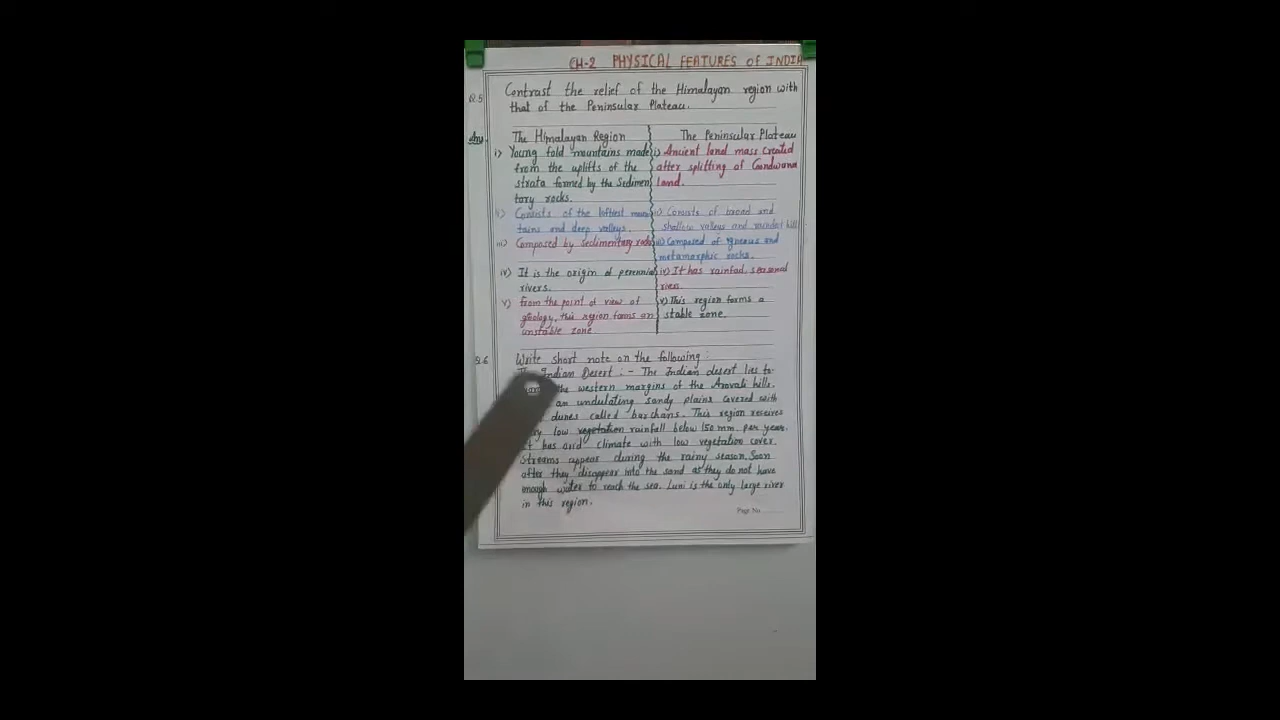 CH-2 PHYSICAL FEATURES OF INDIA
Q.5 Contrast the relief of the Himalayan region with
that of the Peninsular Plateau.
Ans. The Himalayan Region
i) Young fold mountains made
from the uplifts of the
strata formed by the Sedimen
tary rocks.
ii) Consists of the loftiest moun
tains and deep valleys.
iii) Composed by sedimentary rocks
iv) It is the origin of perennial
rivers.
v) From the point of view of
geology, this region forms an
unstable zone
The Peninsular Plateau
i) Ancient land mass created
after splitting of Gondwana
land.
ii) Consists of broad and
shallow valleys and rounded hills
iii) Composed of igneous and
metamorphic rocks.
iv) It has rainfad, seasonal
rivers.
v) This region forms a
stable zone.
Q.6 Write short note on the following :
Indian Desert : - The Indian desert lies to-
the western margins of the Aravali hills.
an undulating sandy plains covered with
dunes called barchans. This region receives
low vegetation rainfall below 150 mm. per year.
It has arid climate with low vegetation cover.
Streams appear during the rainy season. Soon
after they disappear into the sand as they do not have
enough water to reach the sea. Luni is the only large river
in this region.
Page No.